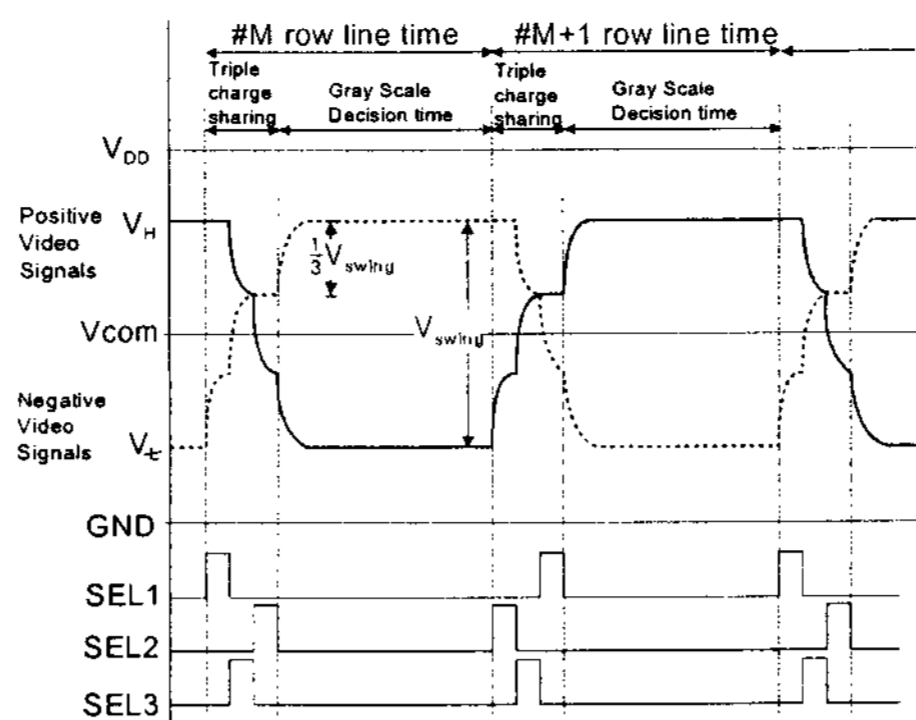 #M row line time
#M+1 row line time
Triple
charge
sharing
Gray Scale
Decision time
Triple
charge
sharing
Gray Scale
Decision time
VDD
Positive
Video
Signals
VH
1/3 Vswing
Vcom
Vswing
Negative
Video
Signals
VL
GND
SEL1
SEL2
SEL3